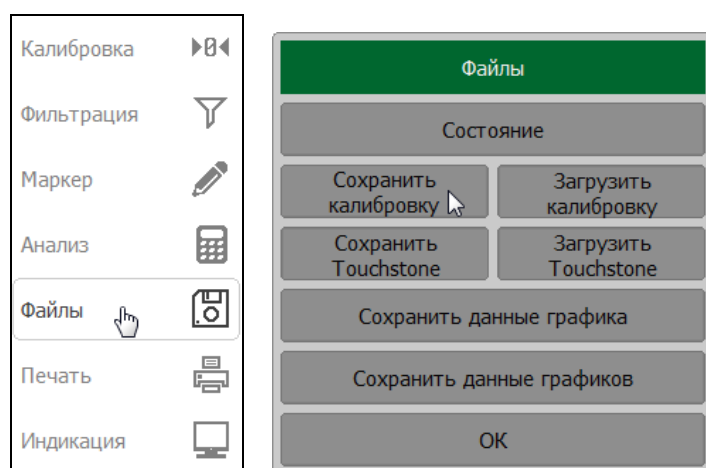 Калибровка
Фильтрация
Маркер
Анализ
Файлы
Печать
Индикация
Файлы
Состояние
Сохранить
калибровку
Загрузить
калибровку
Сохранить
Touchstone
Загрузить
Touchstone
Сохранить данные графика
Сохранить данные графиков
ОК